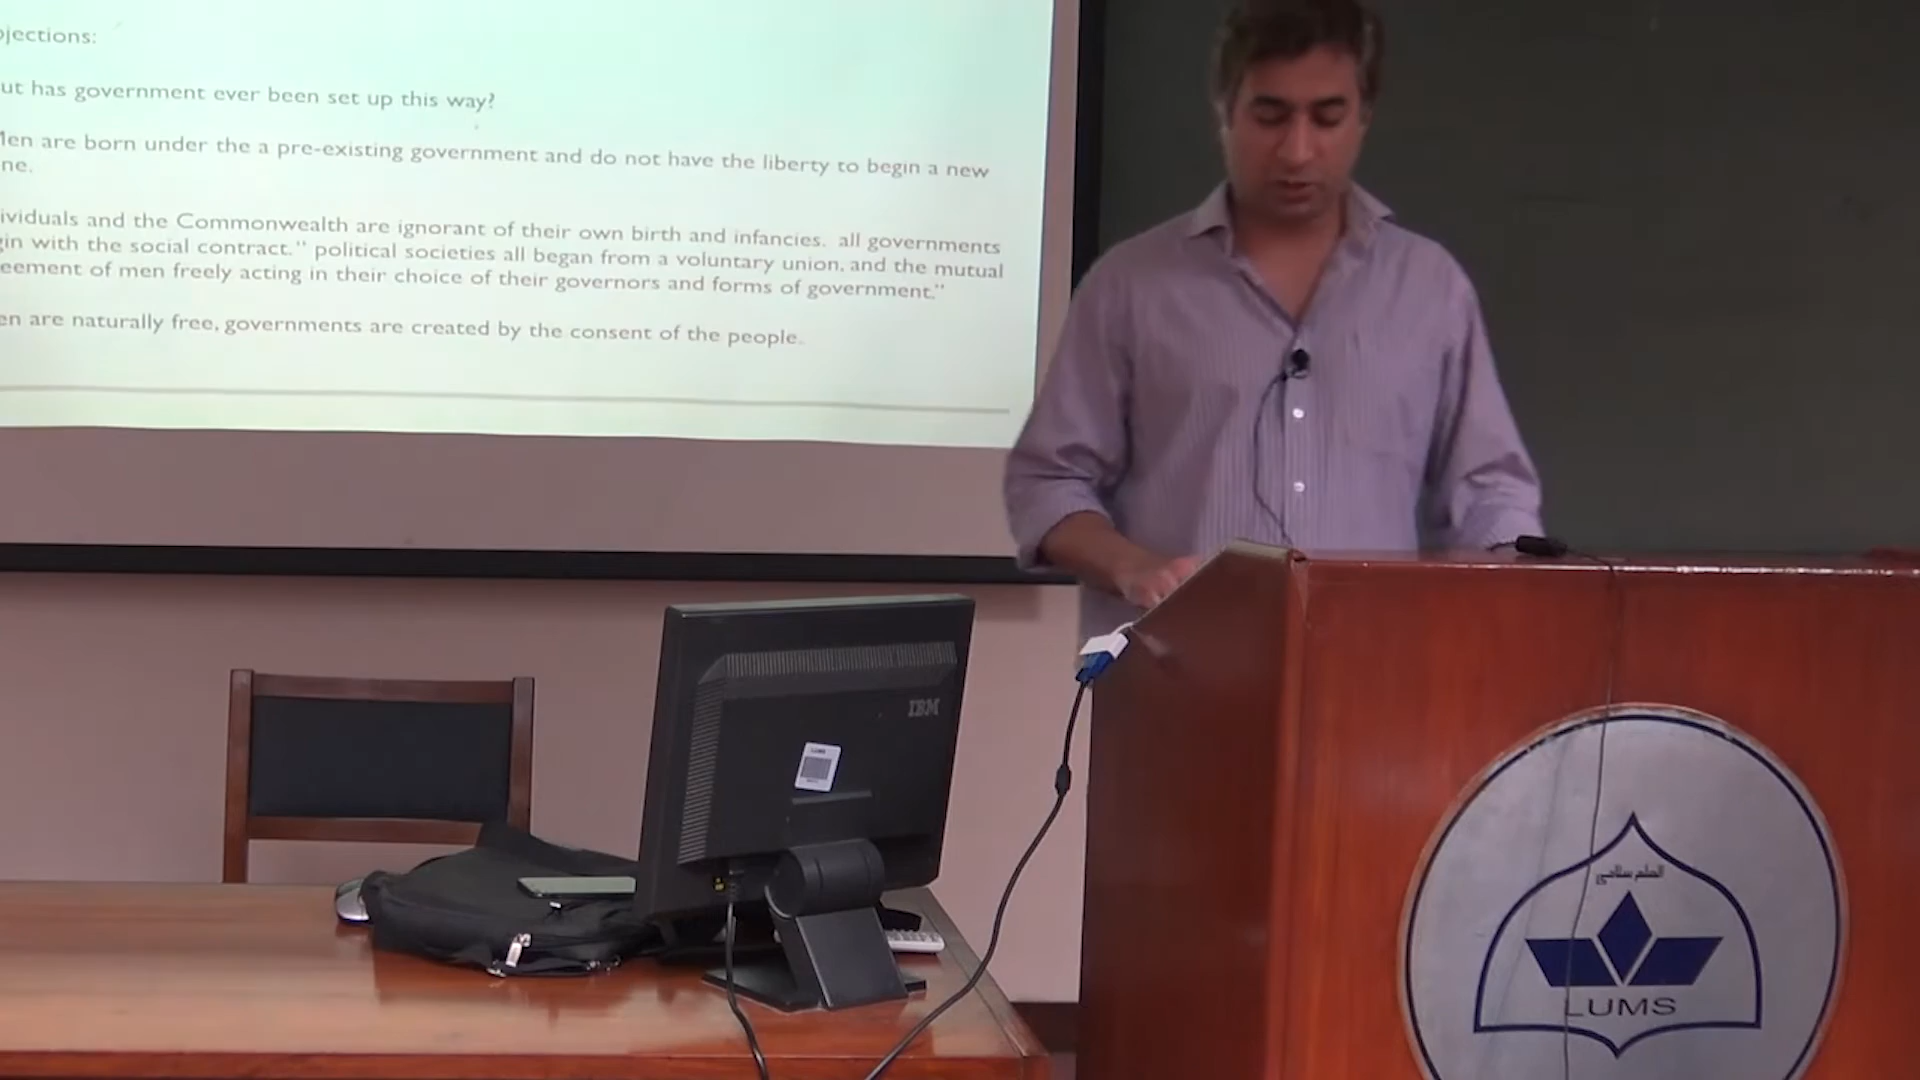 ojections:
ut has government ever been set up this way?
Men are born under the a pre-existing government and do not have the liberty to begin a new
ne.
ividuals and the Commonwealth are ignorant of their own birth and infancies. all governments
gin with the social contract." political societies all began from a voluntary union, and the mutual
eement of men freely acting in their choice of their governors and forms of government."
en are naturally free, governments are created by the consent of the people.
IBM
LUMS
LUMS